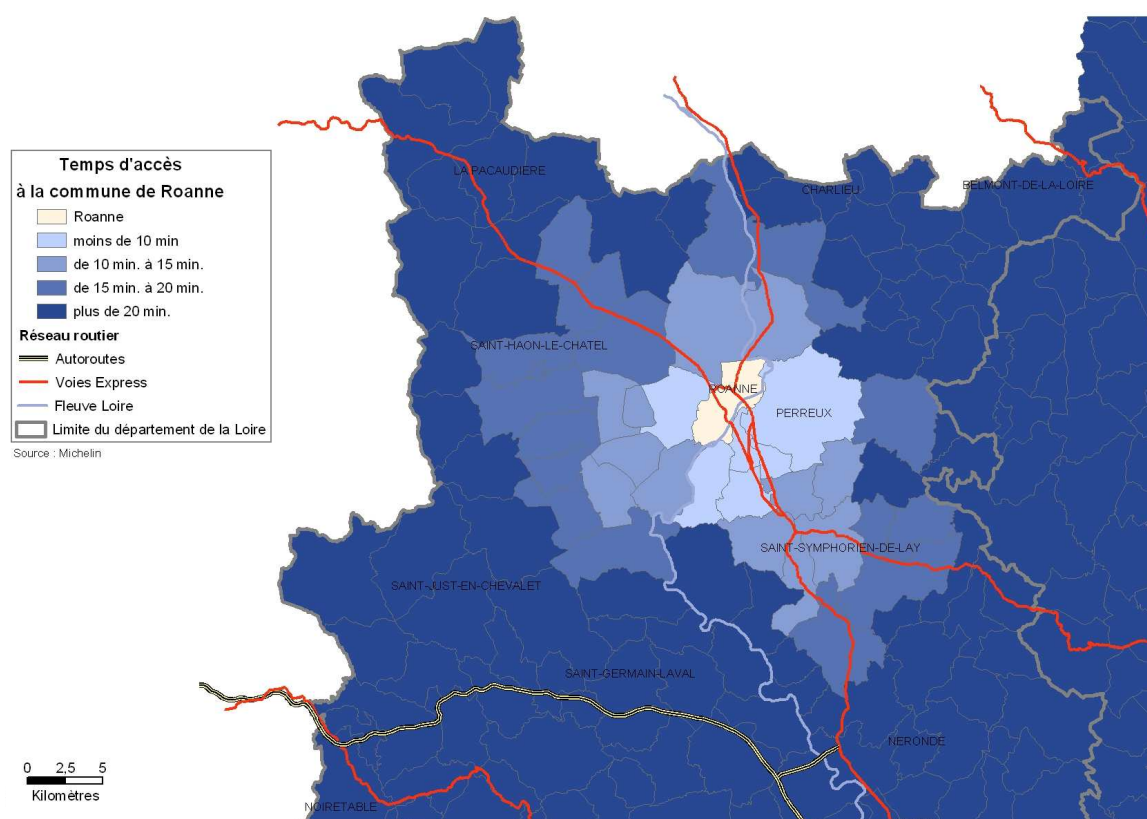 LA PACAUDIERE
CHARLIEU
BELMONT-DE-LA-LOIRE
Temps d'accès
à la commune de Roanne
Roanne
moins de 10 min
de 10 min. à 15 min.
de 15 min. à 20 min.
plus de 20 min.
Réseau routier
Autoroutes
Voies Express
Fleuve Loire
Limite du département de la Loire
Source : Michelin
SAINT-HAON-LE-CHATEL
ROANNE
PERREUX
SAINT-SYMPHORIEN-DE-LAY
SAINT-JUST-EN-CHEVALET
SAINT-GERMAIN-LAVAL
NERONDE
NOIRETABLE
0 2,5 5
Kilomètres